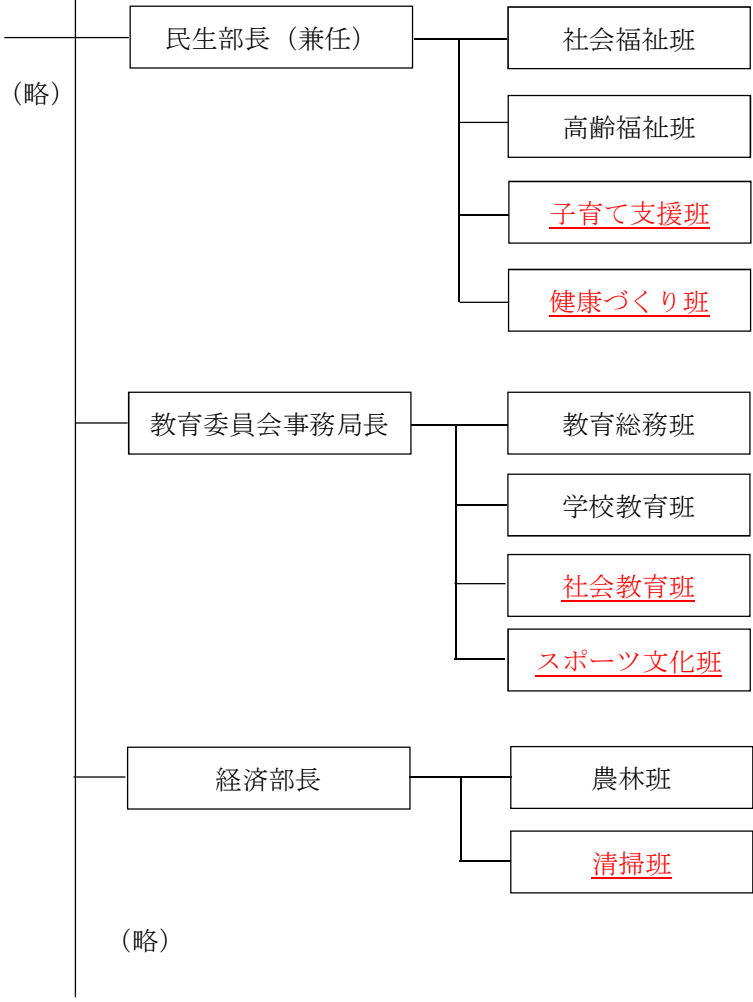 民生部長（兼任）
社会福祉班
（略）
高齢福祉班
子育て支援班
健康づくり班
教育委員会事務局長
教育総務班
学校教育班
社会教育班
スポーツ文化班
経済部長
農林班
清掃班
（略）